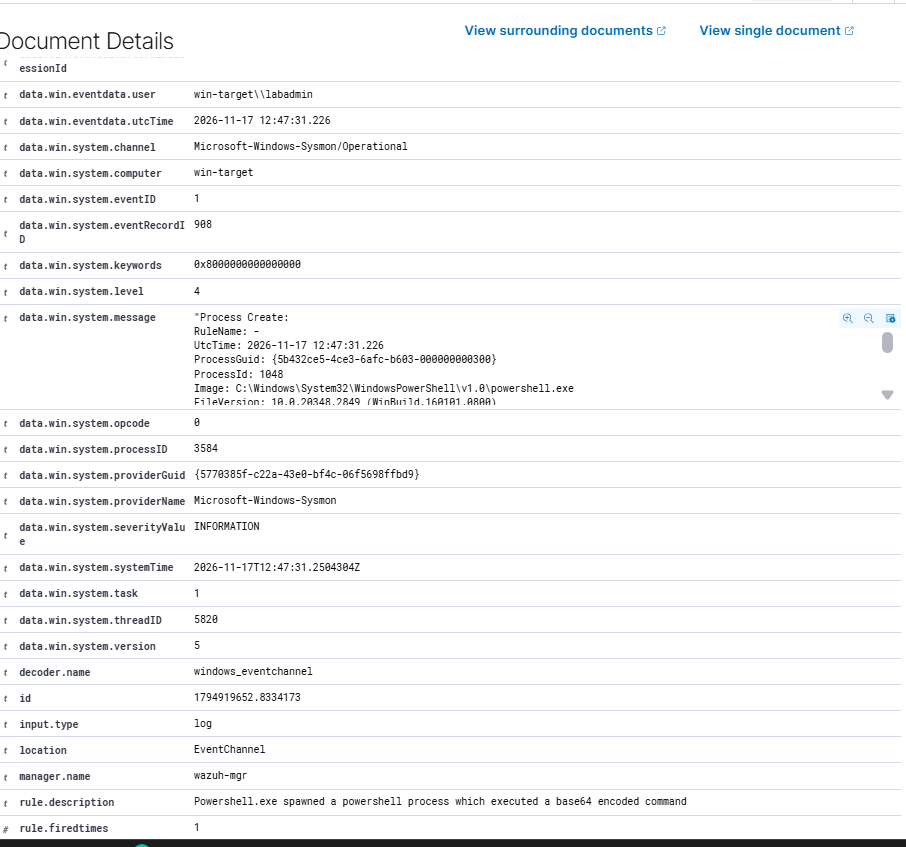 Document Details
View surrounding documents
View single document
t essionId
t data.win.eventdata.user win-target\\labadmin
t data.win.eventdata.utcTime 2026-11-17 12:47:31.226
t data.win.system.channel Microsoft-Windows-Sysmon/Operational
t data.win.system.computer win-target
t data.win.system.eventID 1
t data.win.system.eventRecordI 908
D
t data.win.system.keywords 0x8000000000000000
t data.win.system.level 4
t data.win.system.message "Process Create:
RuleName: -
UtcTime: 2026-11-17 12:47:31.226
ProcessGuid: {5b432ce5-4ce3-6afc-b603-000000000300}
ProcessId: 1048
Image: C:\Windows\System32\WindowsPowerShell\v1.0\powershell.exe
FileVersion: 10.0.20348.2849 (WinBuild.160101.0800)
t data.win.system.opcode 0
t data.win.system.processID 3584
t data.win.system.providerGuid {5770385f-c22a-43e0-bf4c-06f5698ffbd9}
t data.win.system.providerName Microsoft-Windows-Sysmon
t data.win.system.severityValu INFORMATION
e
t data.win.system.systemTime 2026-11-17T12:47:31.2504304Z
t data.win.system.task 1
t data.win.system.threadID 5820
t data.win.system.version 5
t decoder.name windows_eventchannel
t id 1794919652.8334173
t input.type log
t location EventChannel
t manager.name wazuh-mgr
t rule.description Powershell.exe spawned a powershell process which executed a base64 encoded command
# rule.firedtimes 1